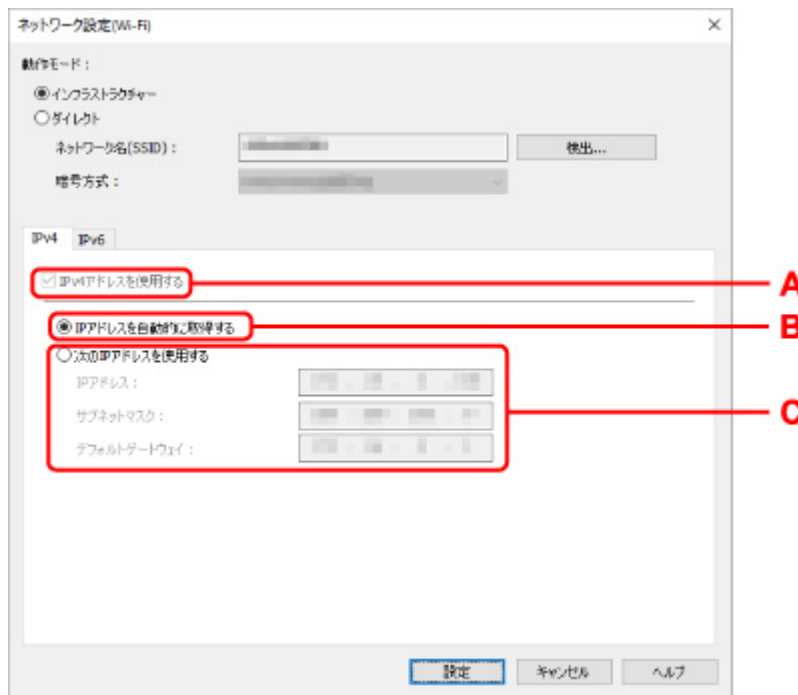 ネットワーク設定(Wi-Fi)
動作モード：
インフラストラクチャー
ダイレクト
ネットワーク名(SSID)：
検出...
暗号方式：
IPv4 IPv6
IPv4アドレスを使用する
A
IPアドレスを自動的に取得する
B
次のIPアドレスを使用する
IPアドレス：
サブネットマスク：
C
デフォルトゲートウェイ：
設定 キャンセル ヘルプ